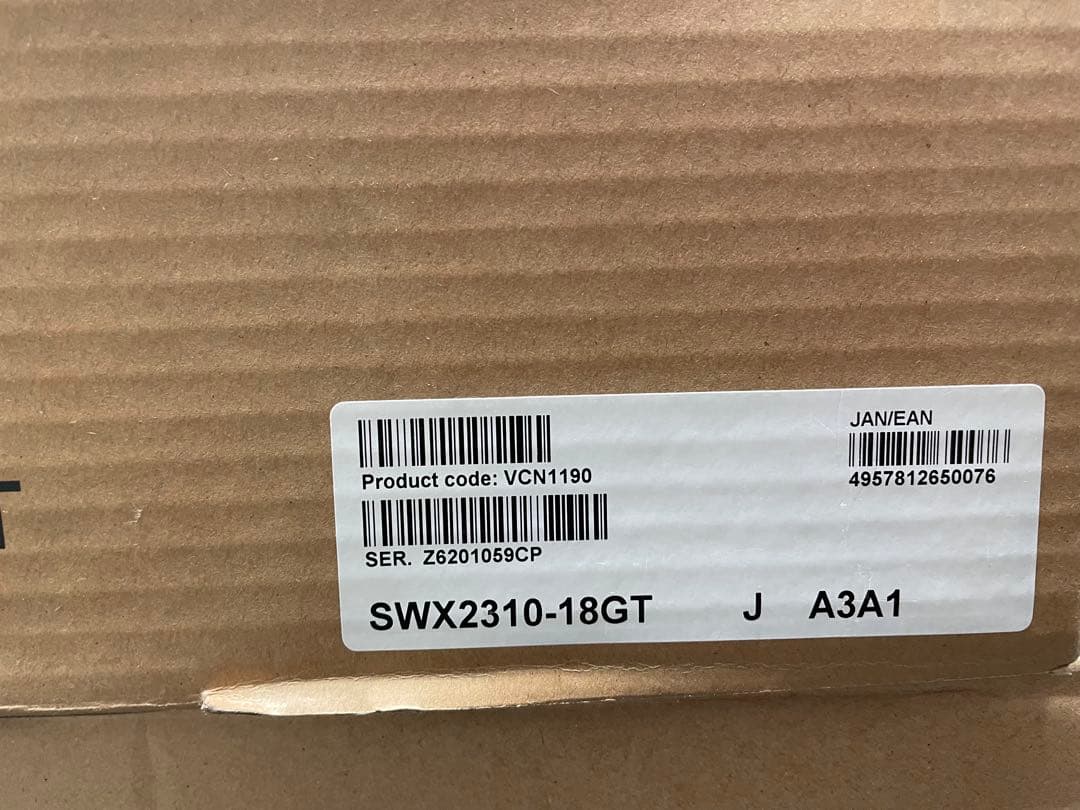 Product code: VCN1190
SER. Z6201059CP
JAN/EAN
4957812650076
SWX2310-18GT J A3A1